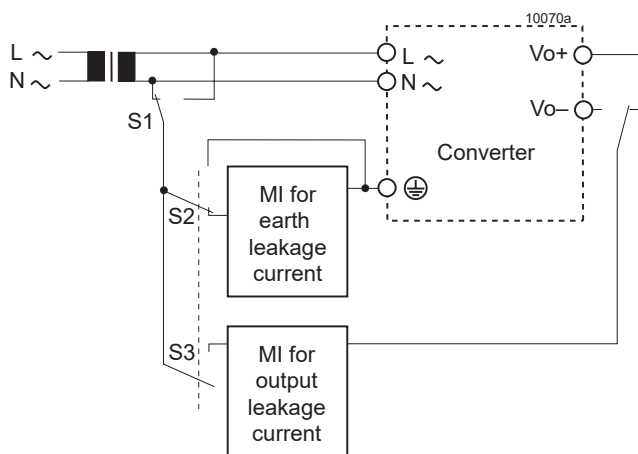 10070a
L ~
N ~
L ~
N ~
Vo+
Vo–
Converter
S1
S2
MI for
earth
leakage
current
S3
MI for
output
leakage
current